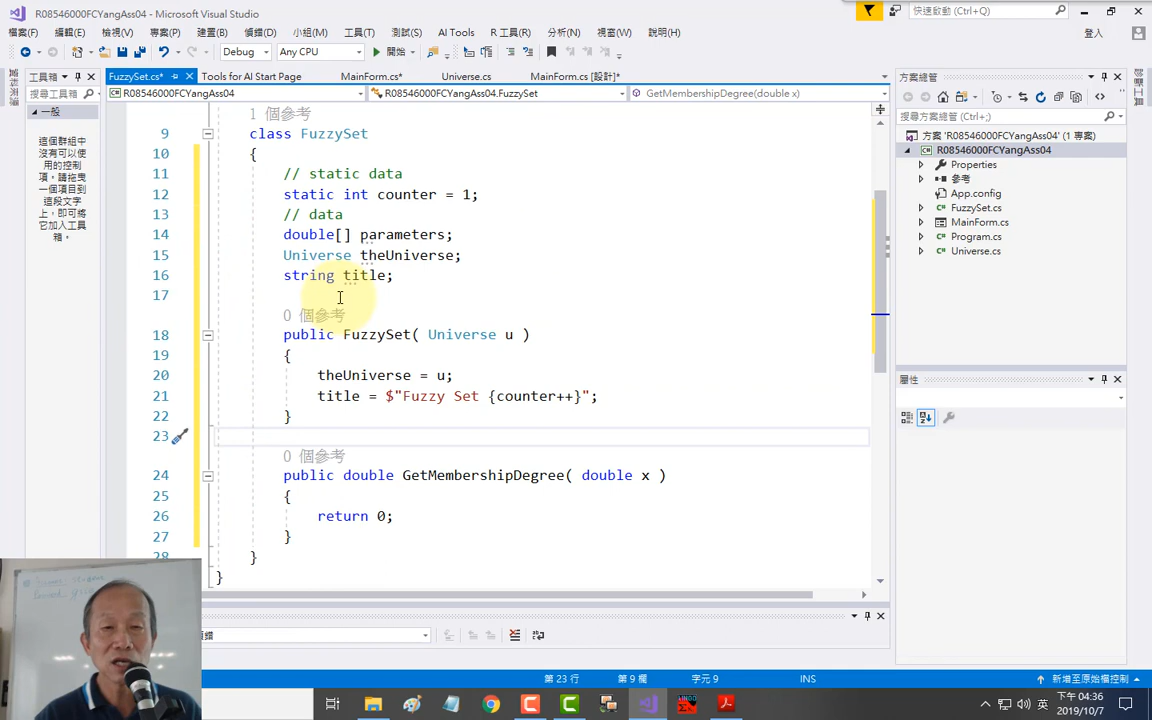 R08546000FCYangAss04 - Microsoft Visual Studio
快速啟動 (Ctrl+Q)
檔案(F) 編輯(E) 檢視(V) 專案(P) 建置(B) 偵錯(D) 小組(M) 工具(T) 測試(S) AI Tools R 工具(R) 分析(N) 視窗(W) 說明(H)
登入
Debug Any CPU 開始
工具箱
搜尋工具箱
一般
這個群組中
沒有可以使
用的控制
項。請拖曳
一個項目到
這段文字
上，即可將
它加入工具
箱。
FuzzySet.cs* Tools for AI Start Page MainForm.cs* Universe.cs MainForm.cs [設計]*
R08546000FCYangAss04 R08546000FCYangAss04.FuzzySet GetMembershipDegree(double x)
1 個參考
9 class FuzzySet
10 {
11 // static data
12 static int counter = 1;
13 // data
14 double[] parameters;
15 Universe theUniverse;
16 string title;
17
0 個參考
18 public FuzzySet( Universe u )
19 {
20 theUniverse = u;
21 title = $"Fuzzy Set {counter++}";
22 }
23
0 個參考
24 public double GetMembershipDegree( double x )
25 {
26 return 0;
27 }
28 }
}
方案總管
搜尋方案總管 (Ctrl+;)
方案 'R08546000FCYangAss04' (1 專案)
R08546000FCYangAss04
Properties
參考
App.config
FuzzySet.cs
MainForm.cs
Program.cs
Universe.cs
屬性
第 23 行 第 9 欄 字元 9 INS 新增至原始檔控制
英
下午 04:36
2019/10/7